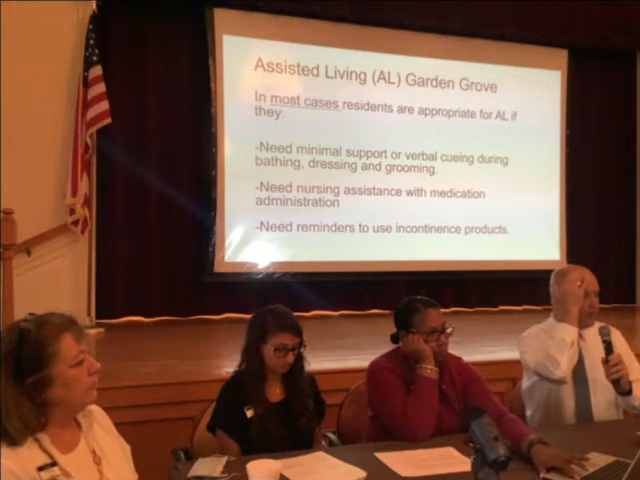 Assisted Living (AL) Garden Grove
In most cases residents are appropriate for AL if
they:
-Need minimal support or verbal cueing during
bathing, dressing and grooming.
-Need nursing assistance with medication
administration
-Need reminders to use incontinence products.